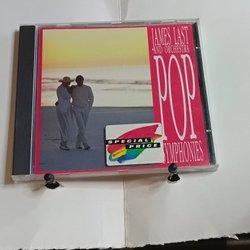 JAMES LAST
AND ORCHESTRA
POP
SYMPHONIES
SPECIAL
PRICE